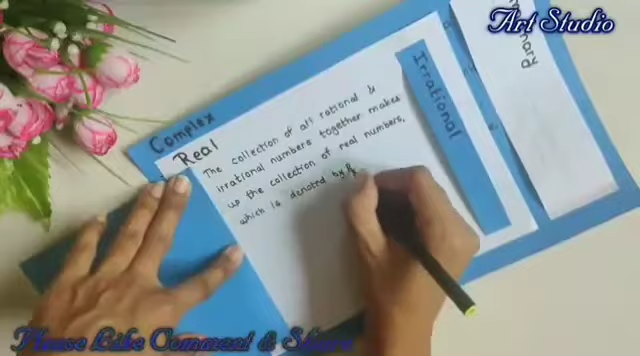 Art Studio
Complex
Real
The collection of all rational &
irrational numbers together makes
up the collection of real numbers,
which is denoted by R
Irrational
Please Like Comment & Share